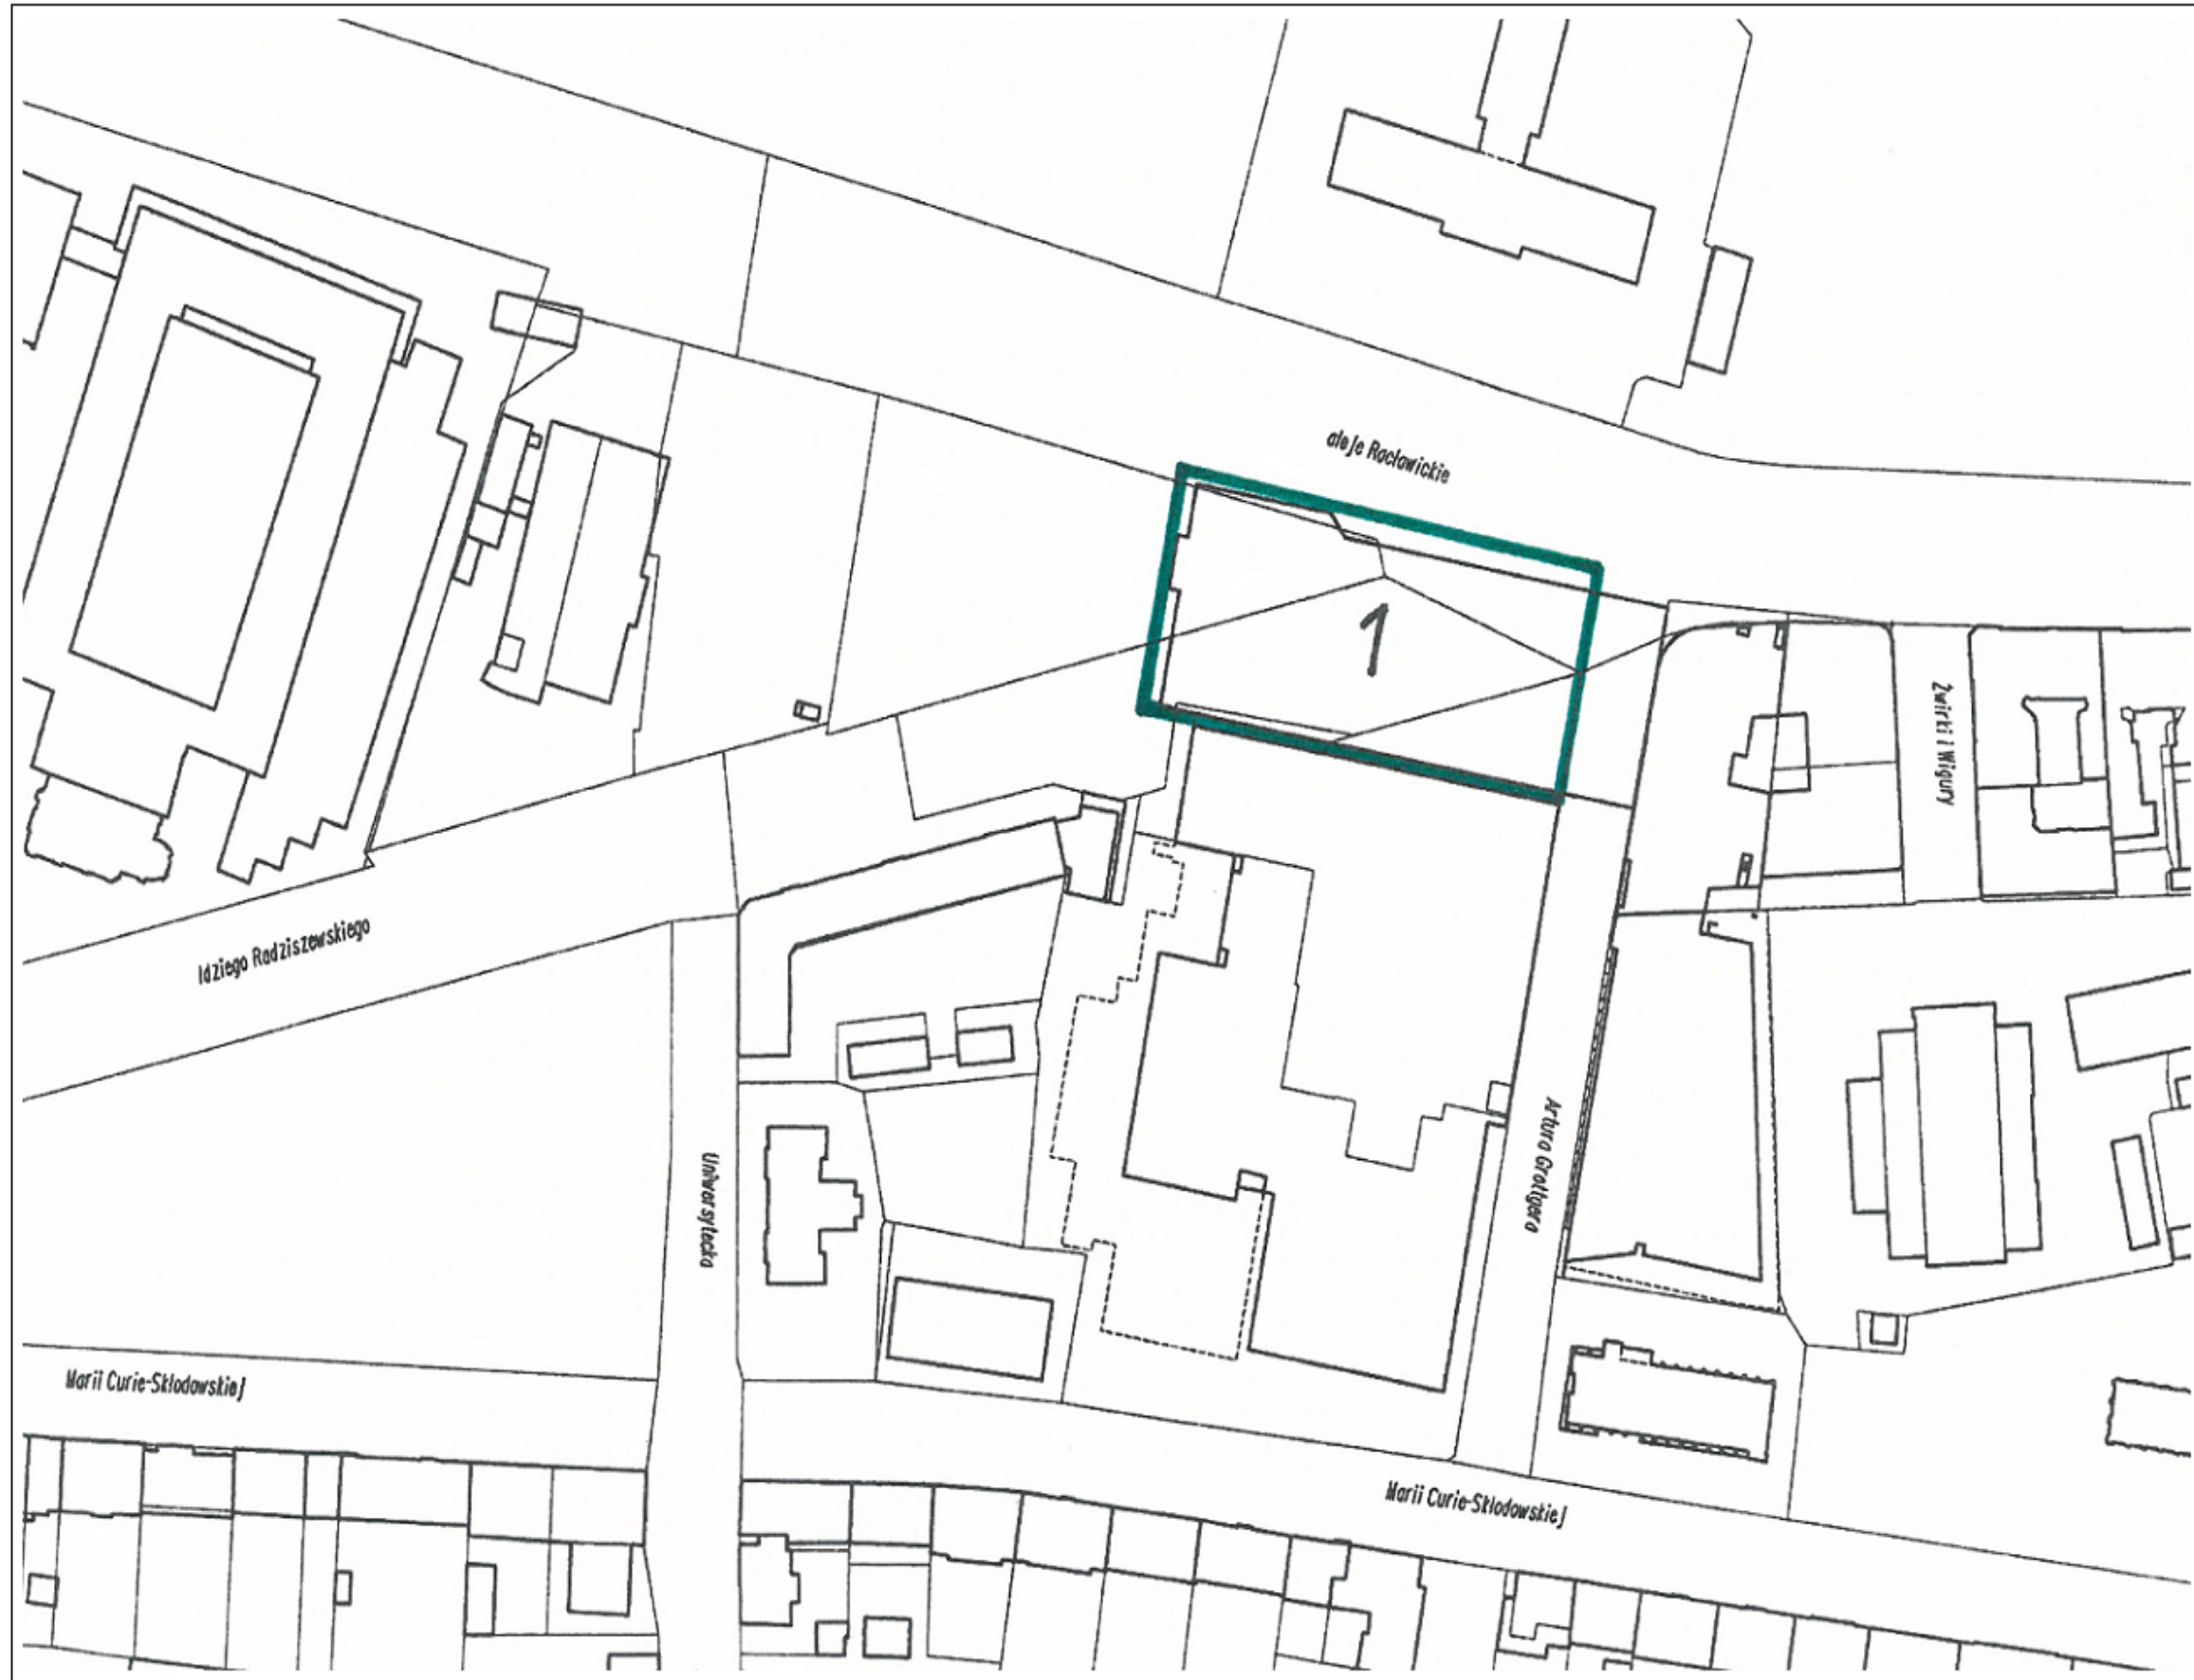 aleje Racławickie
1
Żwirki i Wigury
Idziego Radziszewskiego
Uniwersytecka
Artura Grottgera
Marii Curie-Skłodowskiej
Marii Curie-Skłodowskiej